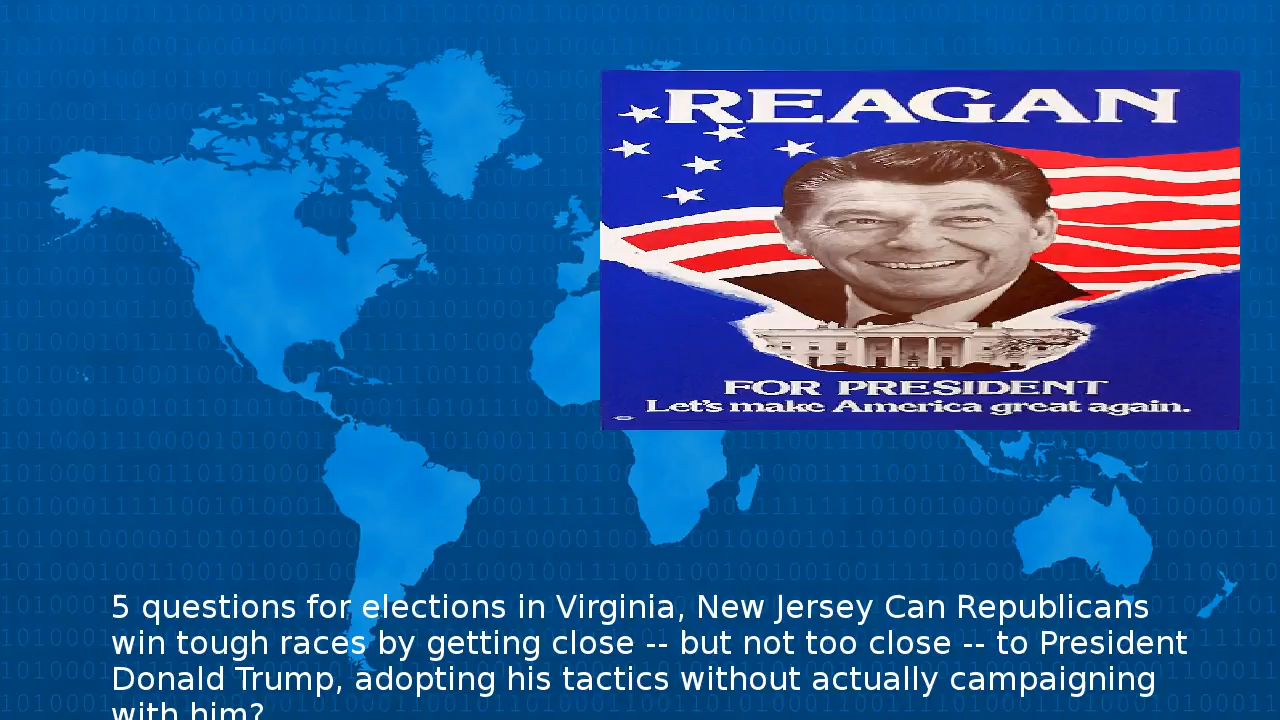 REAGAN
FOR PRESIDENT
Let's make America great again.
5 questions for elections in Virginia, New Jersey Can Republicans
win tough races by getting close -- but not too close -- to President
Donald Trump, adopting his tactics without actually campaigning
with him?